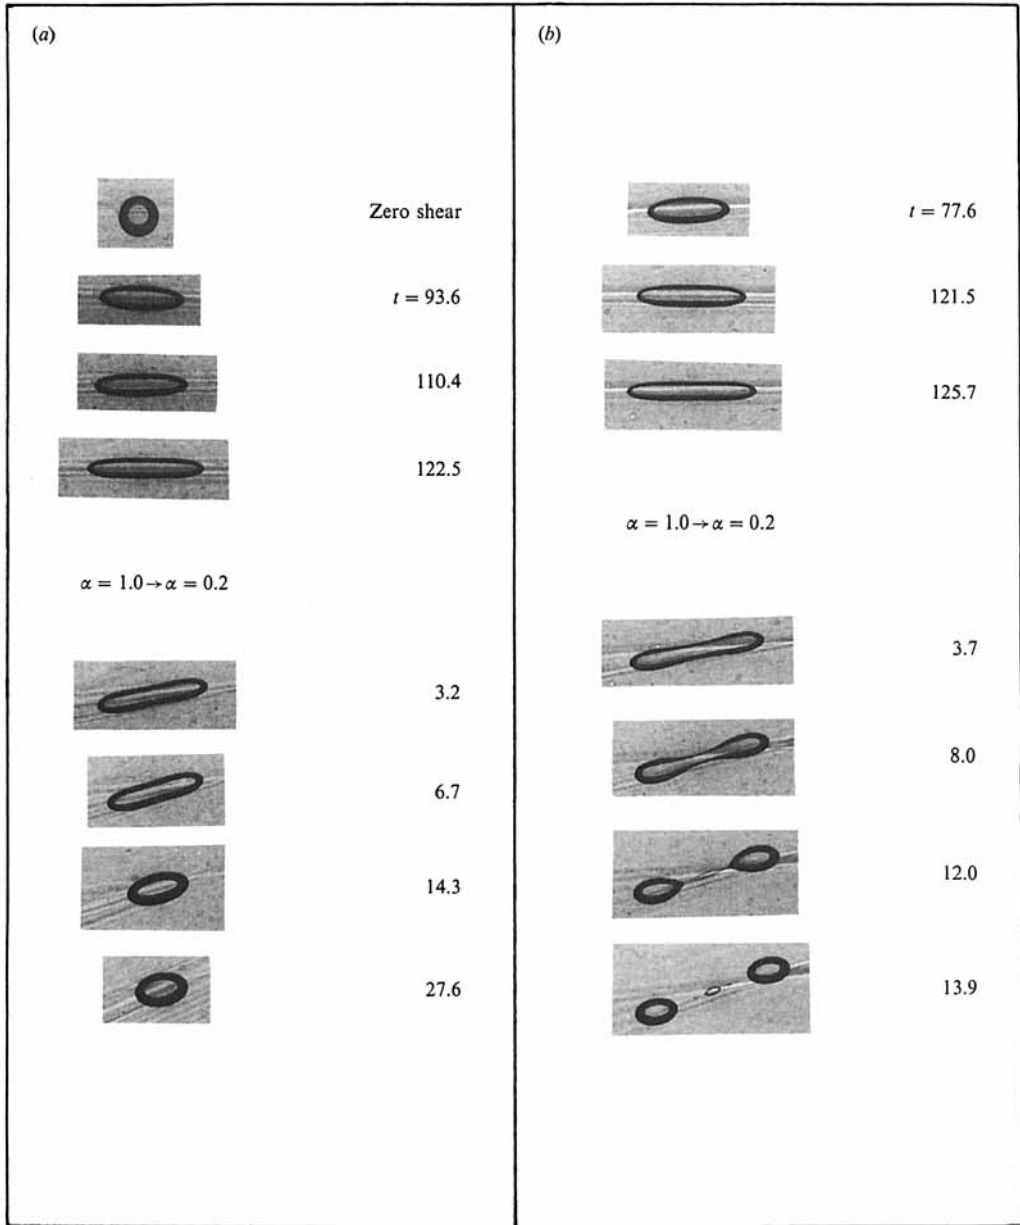 (a)
Zero shear
t = 93.6
110.4
122.5
α = 1.0→α = 0.2
3.2
6.7
14.3
27.6
(b)
t = 77.6
121.5
125.7
α = 1.0→α = 0.2
3.7
8.0
12.0
13.9